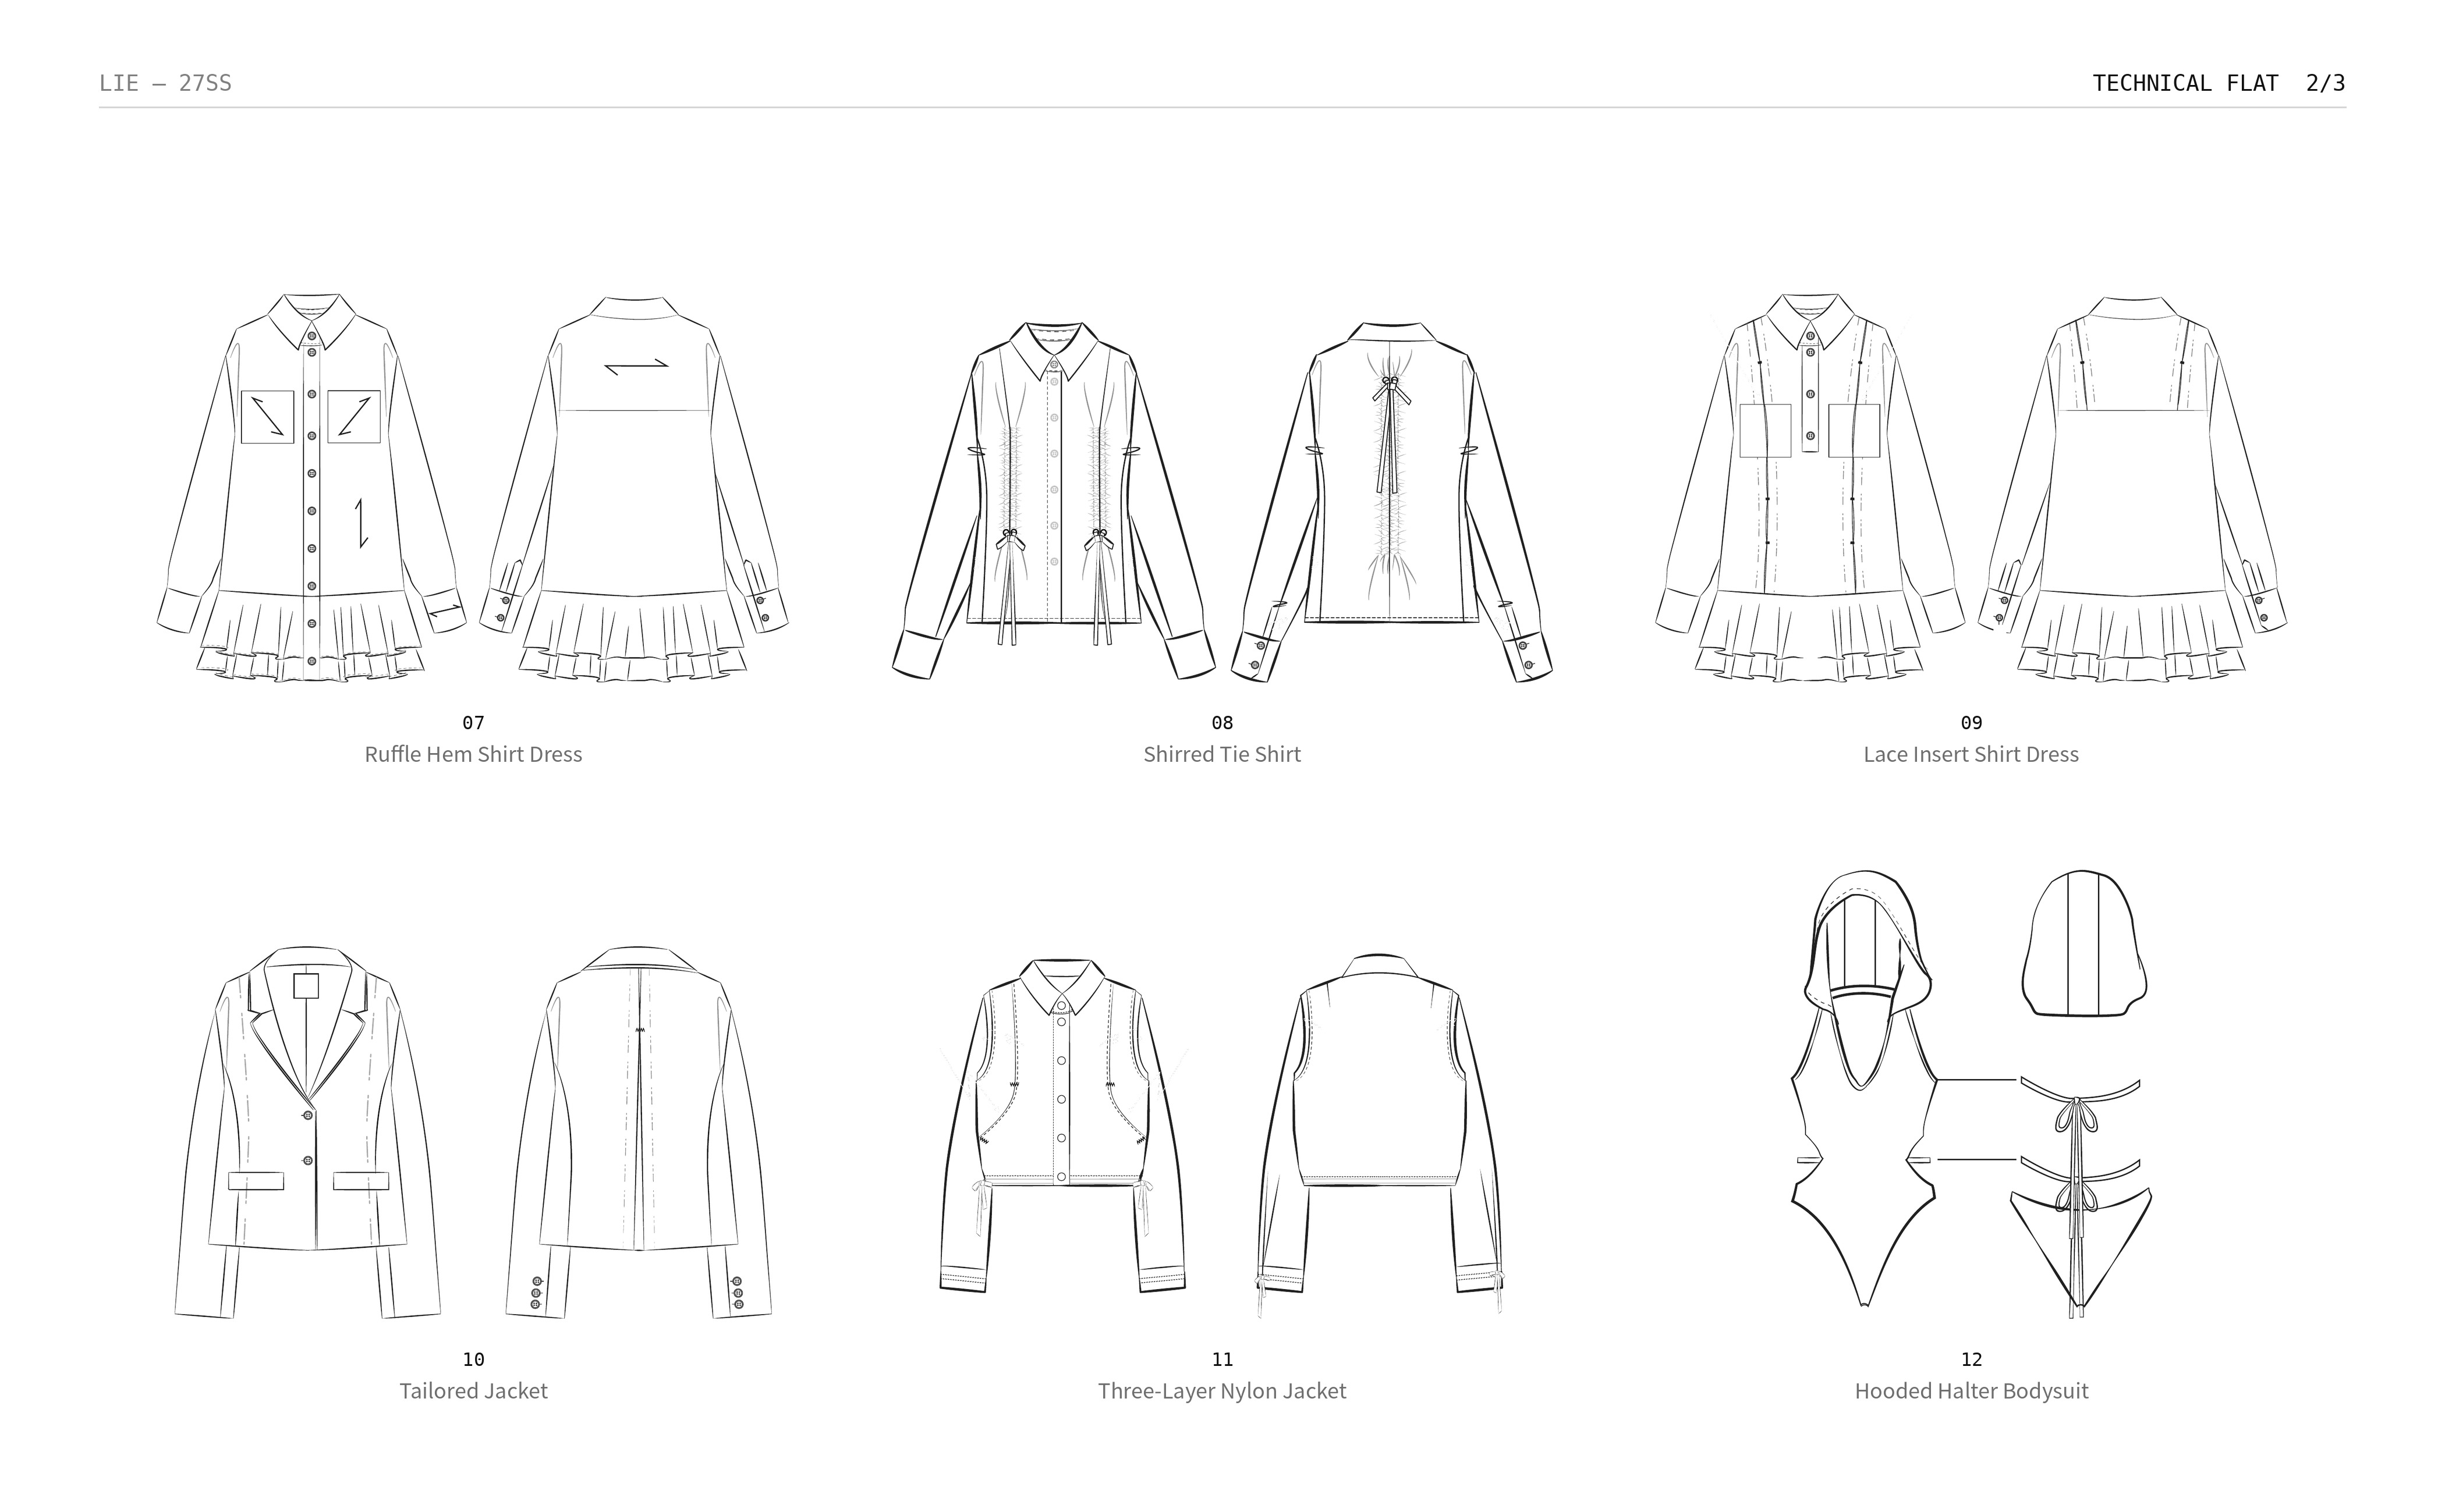 LIE — 27SS
TECHNICAL FLAT 2/3
07
Ruffle Hem Shirt Dress
08
Shirred Tie Shirt
09
Lace Insert Shirt Dress
10
Tailored Jacket
11
Three-Layer Nylon Jacket
12
Hooded Halter Bodysuit